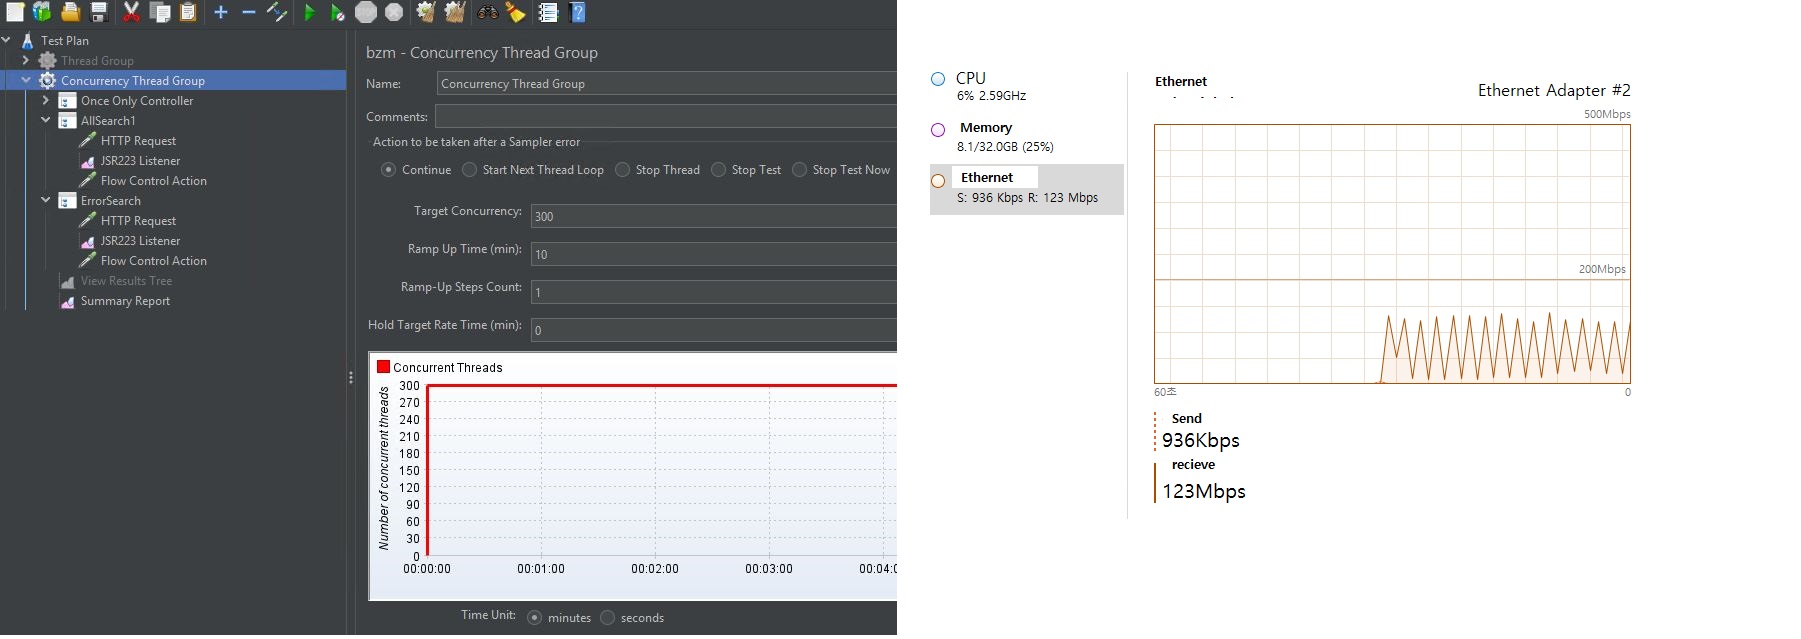 Test Plan
Thread Group
Concurrency Thread Group
Once Only Controller
AllSearch1
HTTP Request
JSR223 Listener
Flow Control Action
ErrorSearch
HTTP Request
JSR223 Listener
Flow Control Action
View Results Tree
Summary Report
bzm - Concurrency Thread Group
Name: Concurrency Thread Group
Comments:
Action to be taken after a Sampler error
Continue Start Next Thread Loop Stop Thread Stop Test Stop Test Now
Target Concurrency: 300
Ramp Up Time (min): 10
Ramp-Up Steps Count: 1
Hold Target Rate Time (min): 0
Concurrent Threads
Number of concurrent threads
300
270
240
210
180
150
120
90
60
30
0
00:00:00 00:01:00 00:02:00 00:03:00 00:04:0
Time Unit: minutes seconds
CPU
6% 2.59GHz
Memory
8.1/32.0GB (25%)
Ethernet
S: 936 Kbps R: 123 Mbps
Ethernet
Ethernet Adapter #2
500Mbps
200Mbps
60초 0
Send
936Kbps
recieve
123Mbps